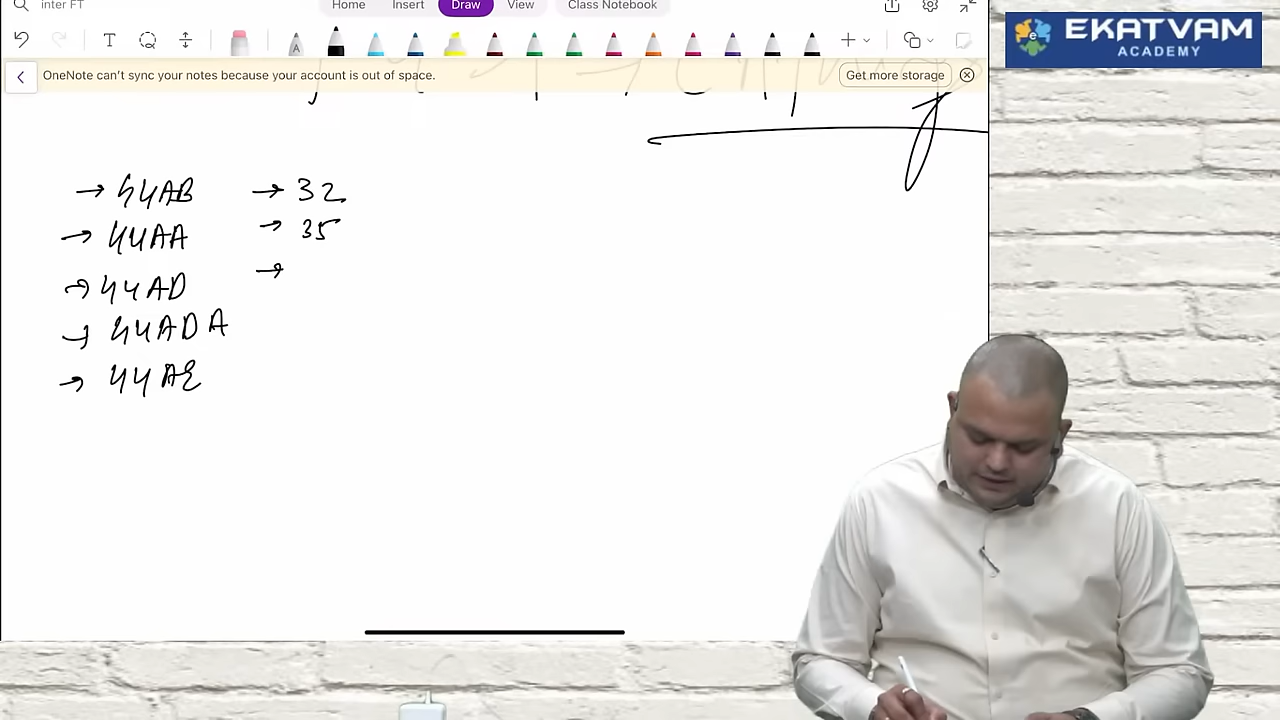 inter FT
Home Insert Draw View Class Notebook
EKATVAM
ACADEMY
OneNote can't sync your notes because your account is out of space.
Get more storage
→ 44AB → 32
→ 44AA → 35
→ 44AD →
→ 44ADA
→ 44AE